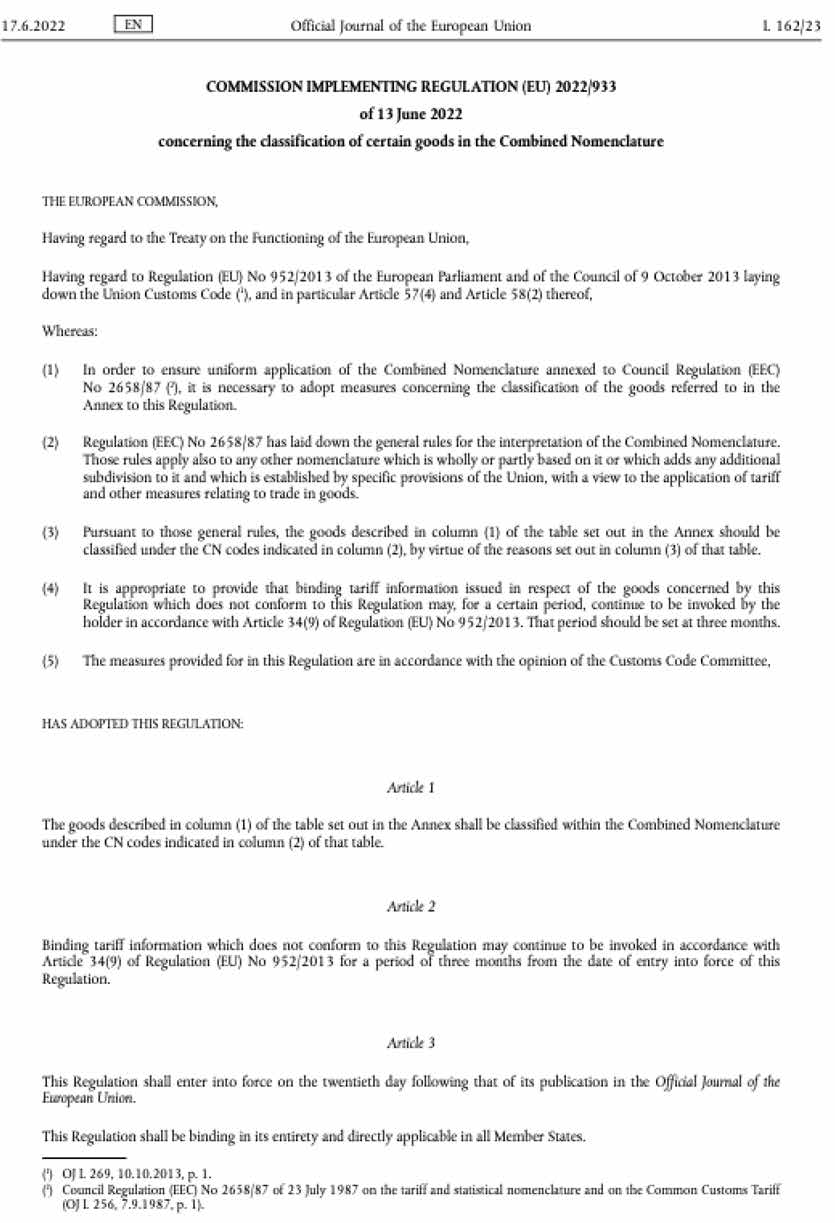 17.6.2022 EN Official Journal of the European Union L 162/23
COMMISSION IMPLEMENTING REGULATION (EU) 2022/933
of 13 June 2022
concerning the classification of certain goods in the Combined Nomenclature
THE EUROPEAN COMMISSION,
Having regard to the Treaty on the Functioning of the European Union,
Having regard to Regulation (EU) No 952/2013 of the European Parliament and of the Council of 9 October 2013 laying
down the Union Customs Code (¹), and in particular Article 57(4) and Article 58(2) thereof,
Whereas:
(1) In order to ensure uniform application of the Combined Nomenclature annexed to Council Regulation (EEC)
No 2658/87 (²), it is necessary to adopt measures concerning the classification of the goods referred to in the
Annex to this Regulation.
(2) Regulation (EEC) No 2658/87 has laid down the general rules for the interpretation of the Combined Nomenclature.
Those rules apply also to any other nomenclature which is wholly or partly based on it or which adds any additional
subdivision to it and which is established by specific provisions of the Union, with a view to the application of tariff
and other measures relating to trade in goods.
(3) Pursuant to those general rules, the goods described in column (1) of the table set out in the Annex should be
classified under the CN codes indicated in column (2), by virtue of the reasons set out in column (3) of that table.
(4) It is appropriate to provide that binding tariff information issued in respect of the goods concerned by this
Regulation which does not conform to this Regulation may, for a certain period, continue to be invoked by the
holder in accordance with Article 34(9) of Regulation (EU) No 952/2013. That period should be set at three months.
(5) The measures provided for in this Regulation are in accordance with the opinion of the Customs Code Committee,
HAS ADOPTED THIS REGULATION:
Article 1
The goods described in column (1) of the table set out in the Annex shall be classified within the Combined Nomenclature
under the CN codes indicated in column (2) of that table.
Article 2
Binding tariff information which does not conform to this Regulation may continue to be invoked in accordance with
Article 34(9) of Regulation (EU) No 952/2013 for a period of three months from the date of entry into force of this
Regulation.
Article 3
This Regulation shall enter into force on the twentieth day following that of its publication in the Official Journal of the
European Union.
This Regulation shall be binding in its entirety and directly applicable in all Member States.
(¹) OJ L 269, 10.10.2013, p. 1.
(²) Council Regulation (EEC) No 2658/87 of 23 July 1987 on the tariff and statistical nomenclature and on the Common Customs Tariff
(OJ L 256, 7.9.1987, p. 1).